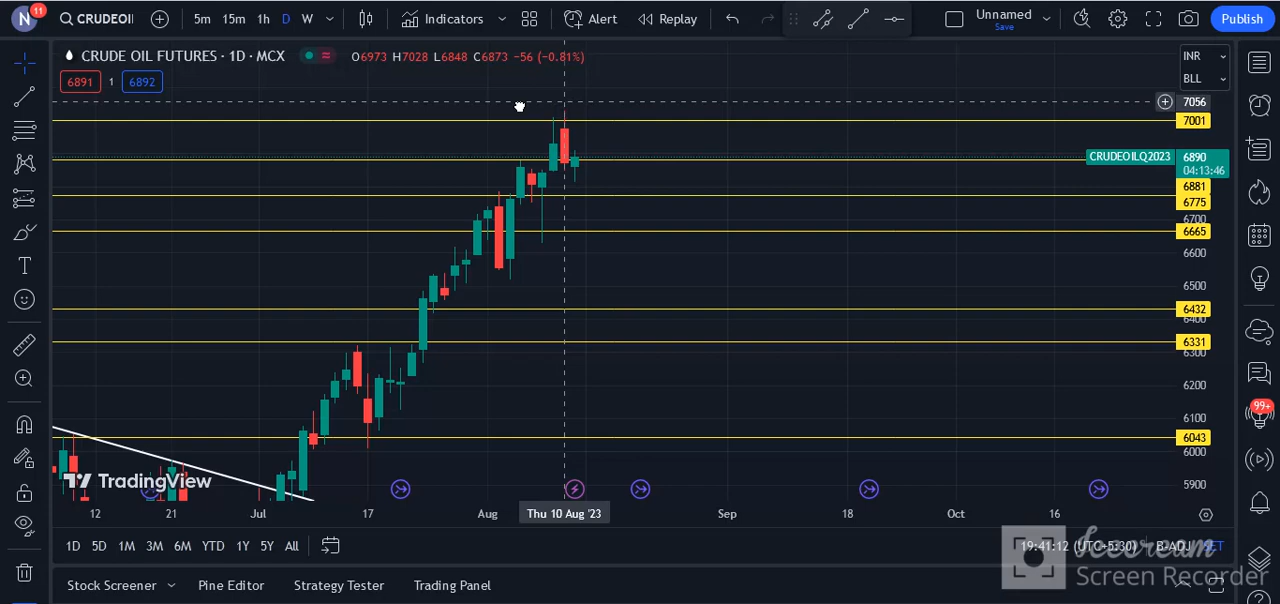 N
11
CRUDEOI
5m 15m 1h D W
Indicators
Alert
Replay
Unnamed
Save
Publish
CRUDE OIL FUTURES · 1D · MCX
O6973 H7028 L6848 C6873 −56 (−0.81%)
6891 1 6892
INR
BLL
7056
7001
CRUDEOILQ2023 6890
04:13:46
6881
6775
6700
6665
6600
6500
6432
6400
6331
6300
6200
6100
6043
6000
5900
99+
TradingView
12 21 Jul 17 Aug Thu 10 Aug '23 Sep 18 Oct 16
1D 5D 1M 3M 6M YTD 1Y 5Y All
19:41:12 (UTC+5:30) B-ADJ SET
Icecream
Screen Recorder
Stock Screener Pine Editor Strategy Tester Trading Panel